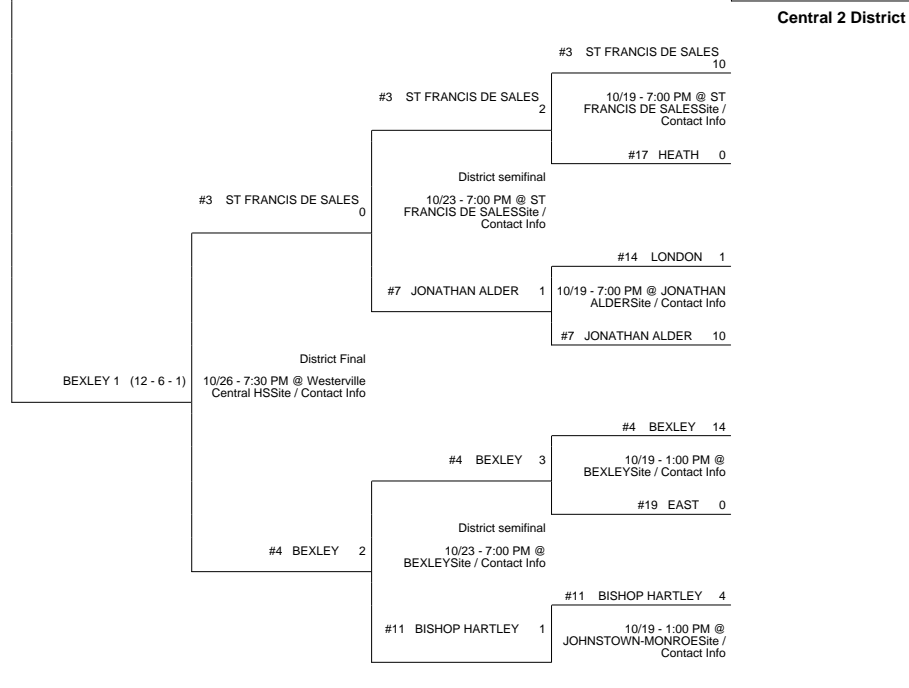 Central 2 District
#3 ST FRANCIS DE SALES
10
#3 ST FRANCIS DE SALES
2
10/19 - 7:00 PM @ ST
FRANCIS DE SALESSite /
Contact Info
#17 HEATH 0
District semifinal
#3 ST FRANCIS DE SALES
0
10/23 - 7:00 PM @ ST
FRANCIS DE SALESSite /
Contact Info
#14 LONDON 1
#7 JONATHAN ALDER 1
10/19 - 7:00 PM @ JONATHAN
ALDERSite / Contact Info
#7 JONATHAN ALDER 10
District Final
BEXLEY 1 (12 - 6 - 1)
10/26 - 7:30 PM @ Westerville
Central HSSite / Contact Info
#4 BEXLEY 14
#4 BEXLEY 3
10/19 - 1:00 PM @
BEXLEYSite / Contact Info
#19 EAST 0
District semifinal
#4 BEXLEY 2
10/23 - 7:00 PM @
BEXLEYSite / Contact Info
#11 BISHOP HARTLEY 4
#11 BISHOP HARTLEY 1
10/19 - 1:00 PM @
JOHNSTOWN-MONROESite /
Contact Info